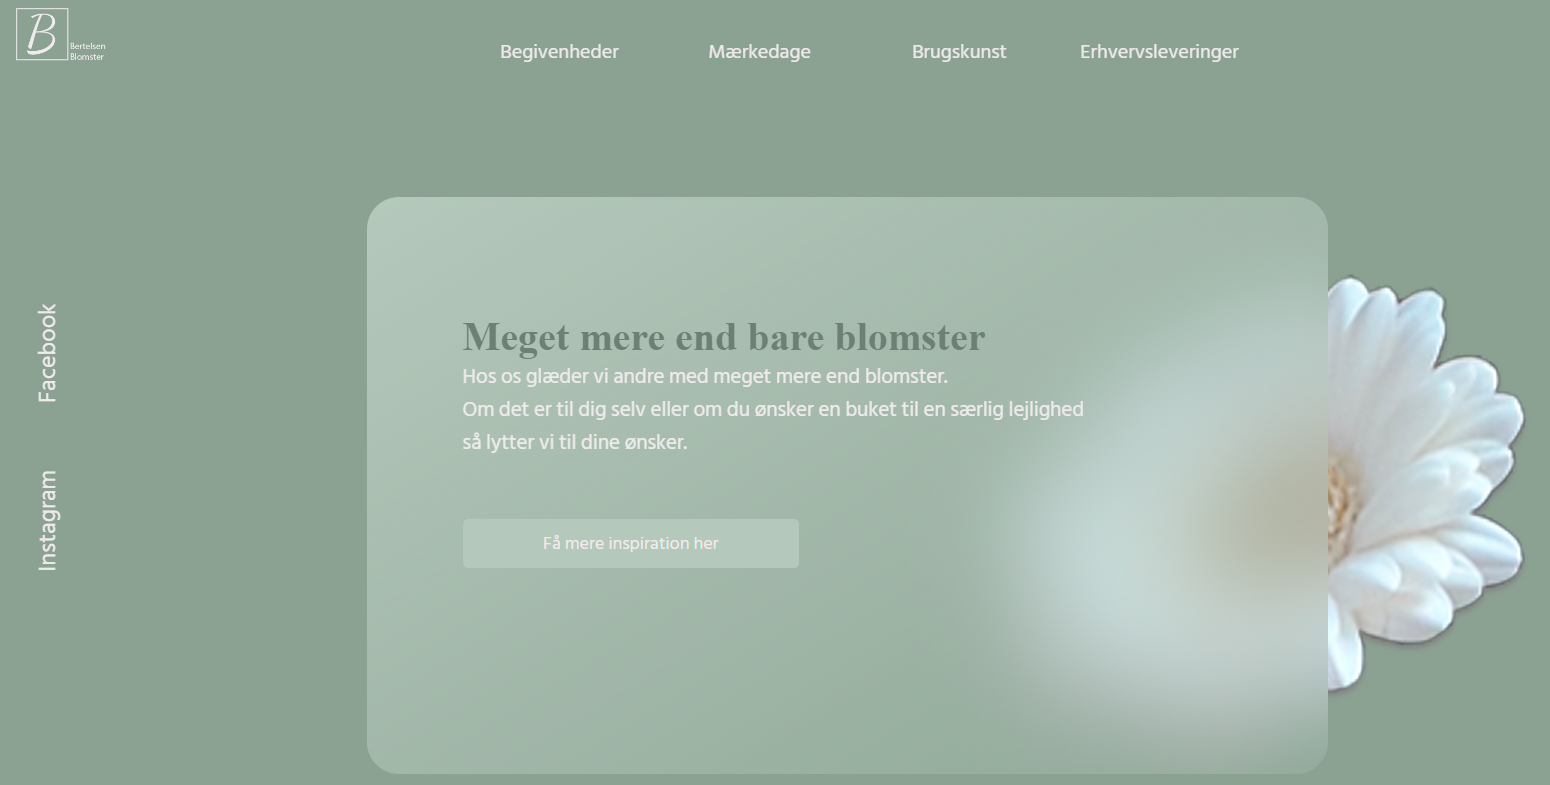 B
Bertelsen
Blomster
Begivenheder
Mærkedage
Brugskunst
Erhvervsleveringer
Facebook
Instagram
Meget mere end bare blomster
Hos os glæder vi andre med meget mere end blomster.
Om det er til dig selv eller om du ønsker en buket til en særlig lejlighed
så lytter vi til dine ønsker.
Få mere inspiration her